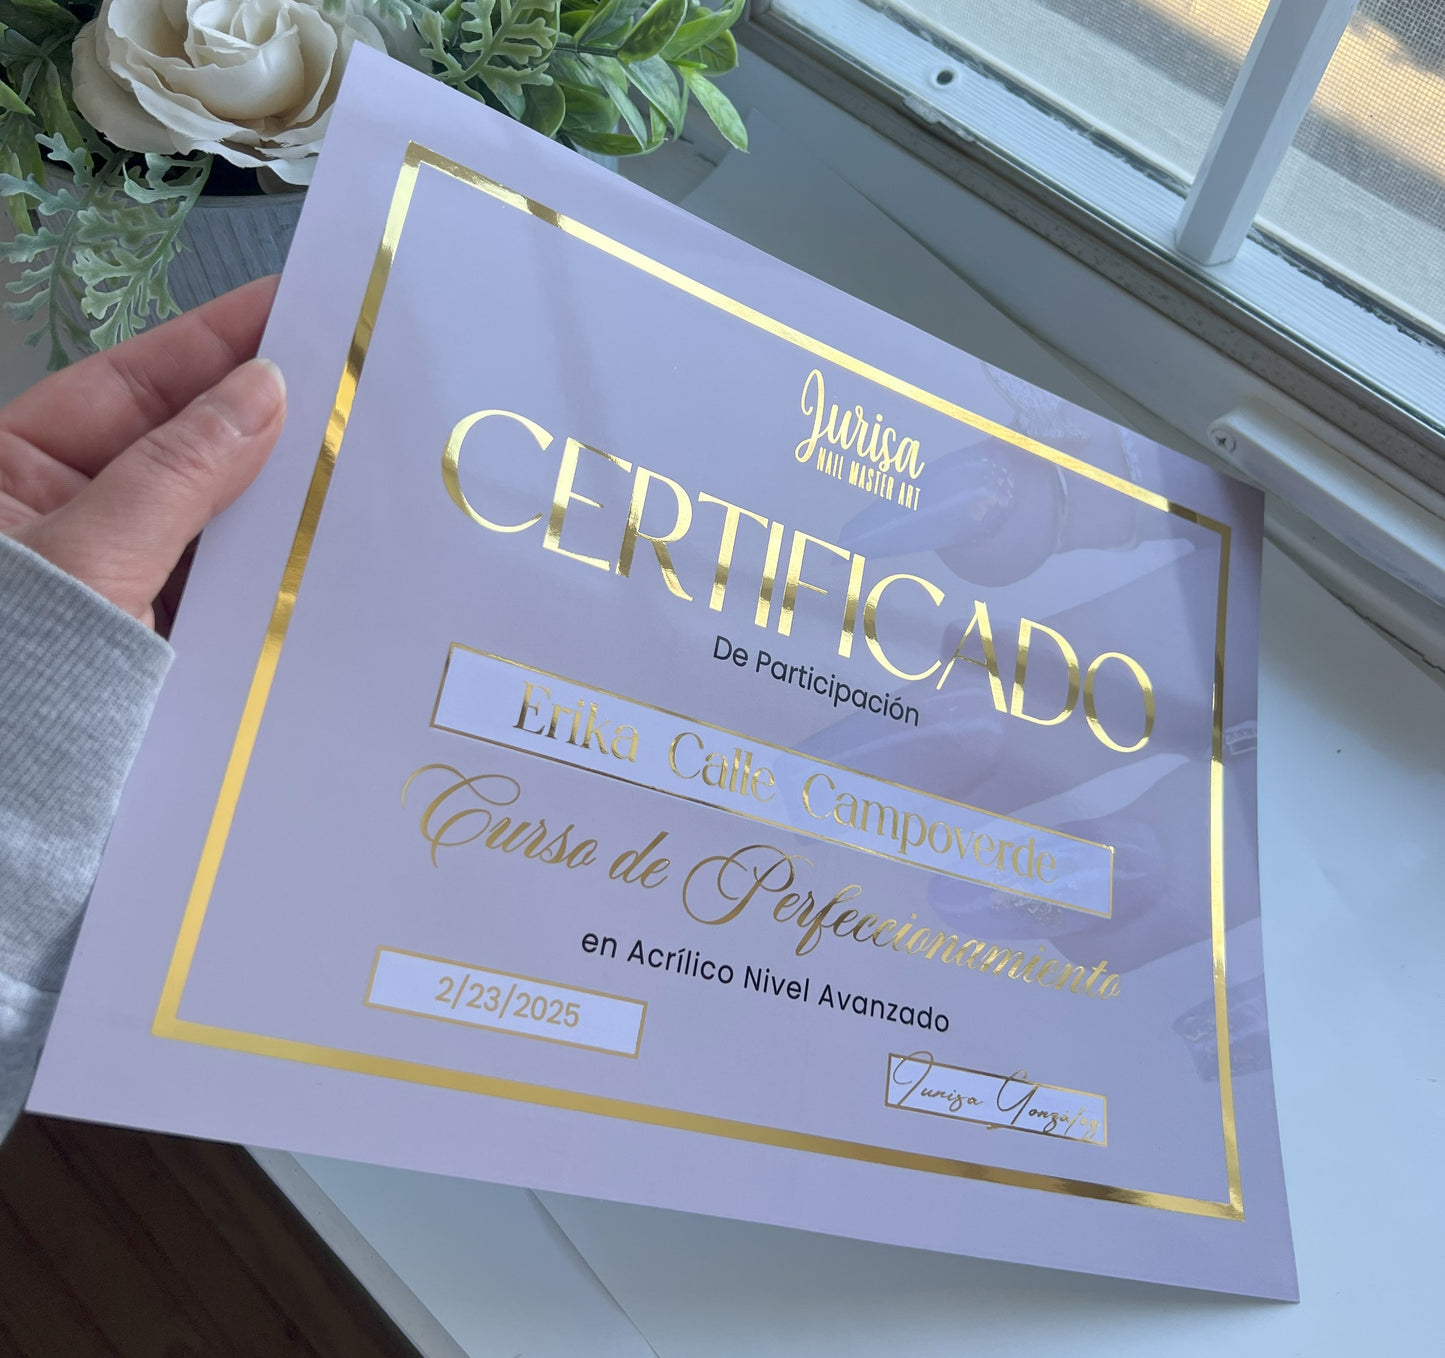 Jurisa
NAIL MASTER ART
CERTIFICADO
De Participación
Erika Calle Campoverde
Curso de Perfeccionamiento
en Acrílico Nivel Avanzado
2/23/2025
Jurisa González